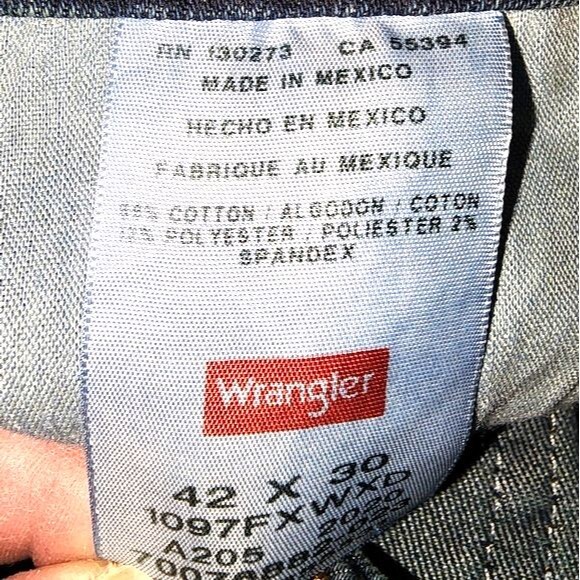 RN 130273 CA 55394
MADE IN MEXICO
HECHO EN MEXICO
FABRIQUE AU MEXIQUE
COTTON / ALGODON / COTON
POLYESTER, POLIESTER 2%
SPANDEX
Wrangler
42 X 30
1097FXWXD
A205